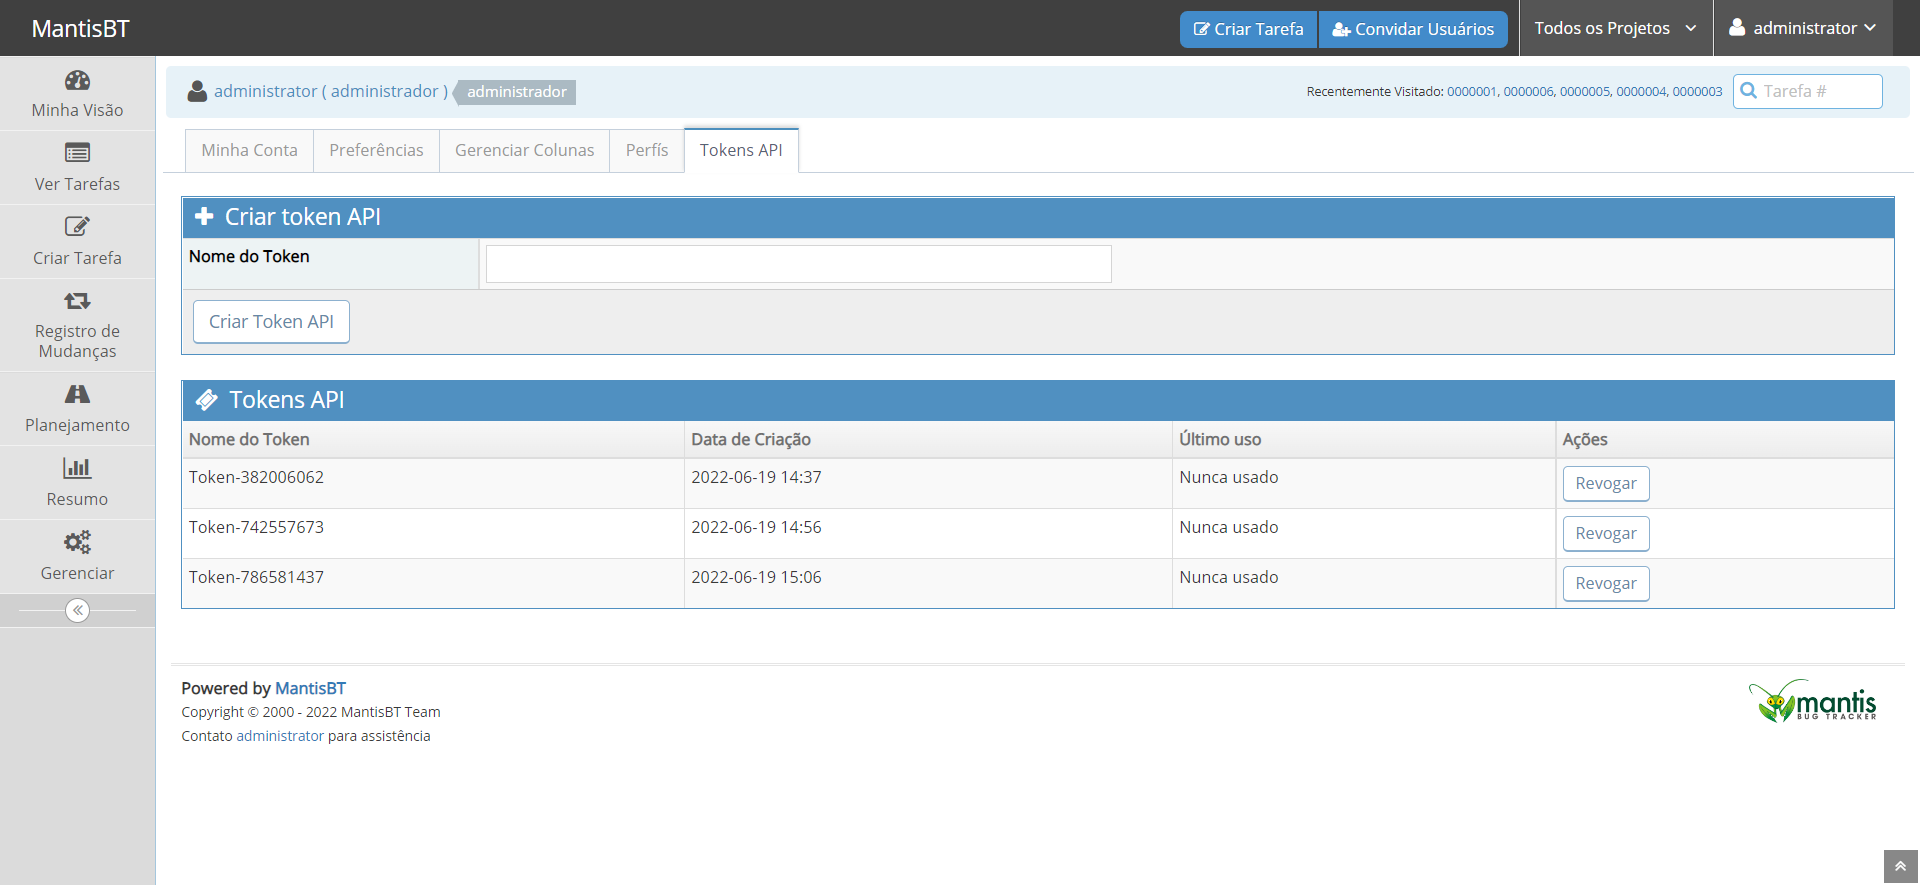 MantisBT
Criar Tarefa
Convidar Usuários
Todos os Projetos
administrator
Minha Visão
Ver Tarefas
Criar Tarefa
Registro de
Mudanças
Planejamento
Resumo
Gerenciar
administrator ( administrador )
administrador
Recentemente Visitado: 0000001, 0000006, 0000005, 0000004, 0000003
Tarefa #
Minha Conta
Preferências
Gerenciar Colunas
Perfís
Tokens API
Criar token API
Nome do Token
Criar Token API
Tokens API
Nome do Token Data de Criação Último uso Ações
Token-382006062 2022-06-19 14:37 Nunca usado Revogar
Token-742557673 2022-06-19 14:56 Nunca usado Revogar
Token-786581437 2022-06-19 15:06 Nunca usado Revogar
Powered by MantisBT
Copyright © 2000 - 2022 MantisBT Team
Contato administrator para assistência
mantis
BUG TRACKER